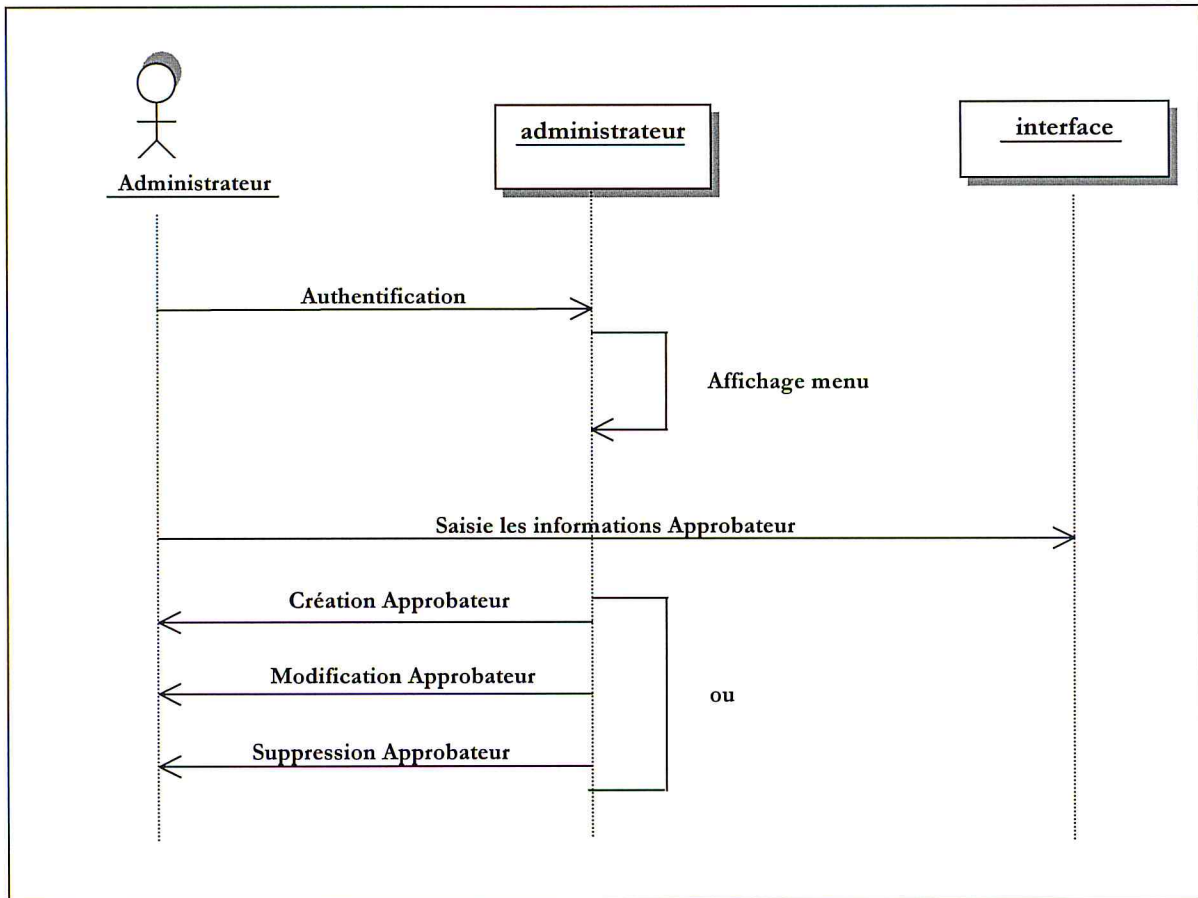 administrateur
interface
Administrateur
Authentification
Affichage menu
Saisie les informations Approbateur
Création Approbateur
Modification Approbateur
ou
Suppression Approbateur